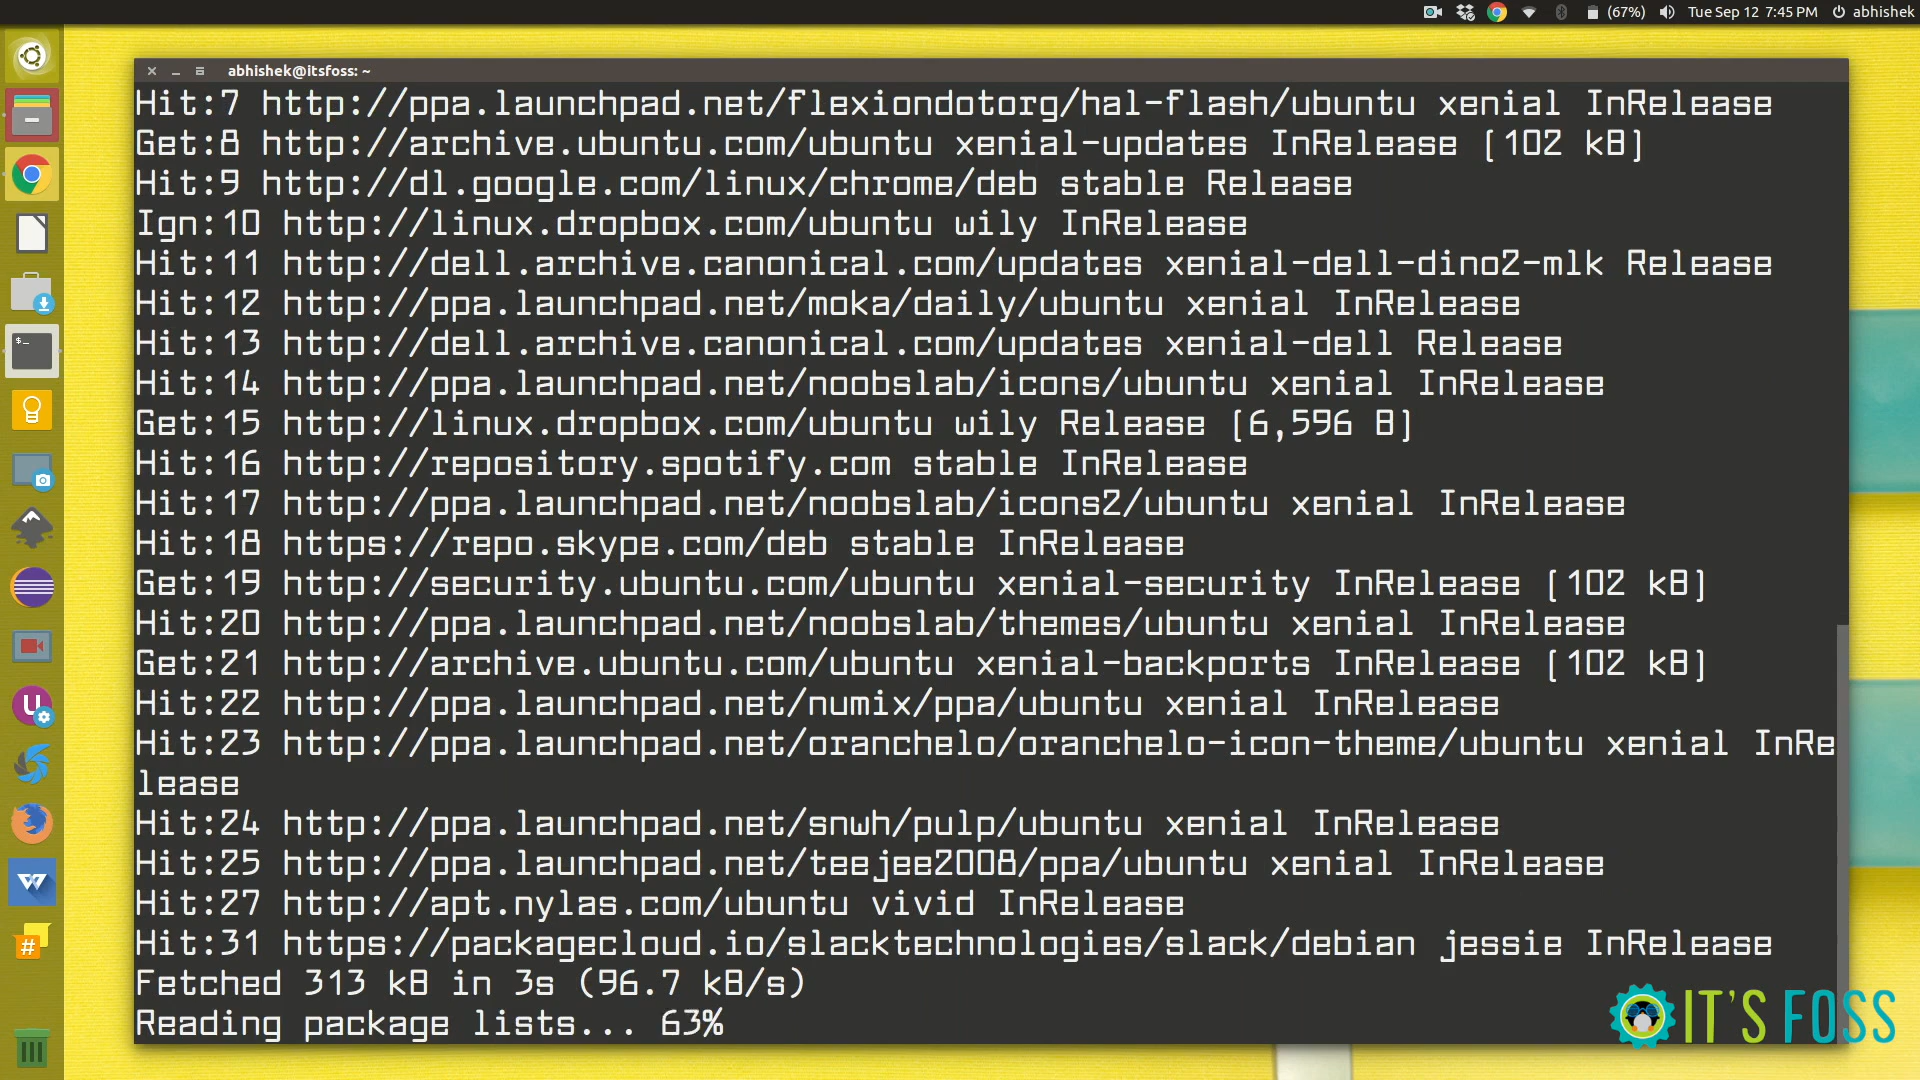 (67%) Tue Sep 12 7:45 PM abhishek
abhishek@itsfoss: ~
Hit:7 http://ppa.launchpad.net/flexiondotorg/hal-flash/ubuntu xenial InRelease
Get:8 http://archive.ubuntu.com/ubuntu xenial-updates InRelease [102 kB]
Hit:9 http://dl.google.com/linux/chrome/deb stable Release
Ign:10 http://linux.dropbox.com/ubuntu wily InRelease
Hit:11 http://dell.archive.canonical.com/updates xenial-dell-dino2-mlk Release
Hit:12 http://ppa.launchpad.net/moka/daily/ubuntu xenial InRelease
Hit:13 http://dell.archive.canonical.com/updates xenial-dell Release
Hit:14 http://ppa.launchpad.net/noobslab/icons/ubuntu xenial InRelease
Get:15 http://linux.dropbox.com/ubuntu wily Release [6,596 B]
Hit:16 http://repository.spotify.com stable InRelease
Hit:17 http://ppa.launchpad.net/noobslab/icons2/ubuntu xenial InRelease
Hit:18 https://repo.skype.com/deb stable InRelease
Get:19 http://security.ubuntu.com/ubuntu xenial-security InRelease [102 kB]
Hit:20 http://ppa.launchpad.net/noobslab/themes/ubuntu xenial InRelease
Get:21 http://archive.ubuntu.com/ubuntu xenial-backports InRelease [102 kB]
Hit:22 http://ppa.launchpad.net/numix/ppa/ubuntu xenial InRelease
Hit:23 http://ppa.launchpad.net/oranchelo/oranchelo-icon-theme/ubuntu xenial InRe
lease
Hit:24 http://ppa.launchpad.net/snwh/pulp/ubuntu xenial InRelease
Hit:25 http://ppa.launchpad.net/teejee2008/ppa/ubuntu xenial InRelease
Hit:27 http://apt.nylas.com/ubuntu vivid InRelease
Hit:31 https://packagecloud.io/slacktechnologies/slack/debian jessie InRelease
Fetched 313 kB in 3s (96.7 kB/s)
Reading package lists... 63%
IT'S FOSS